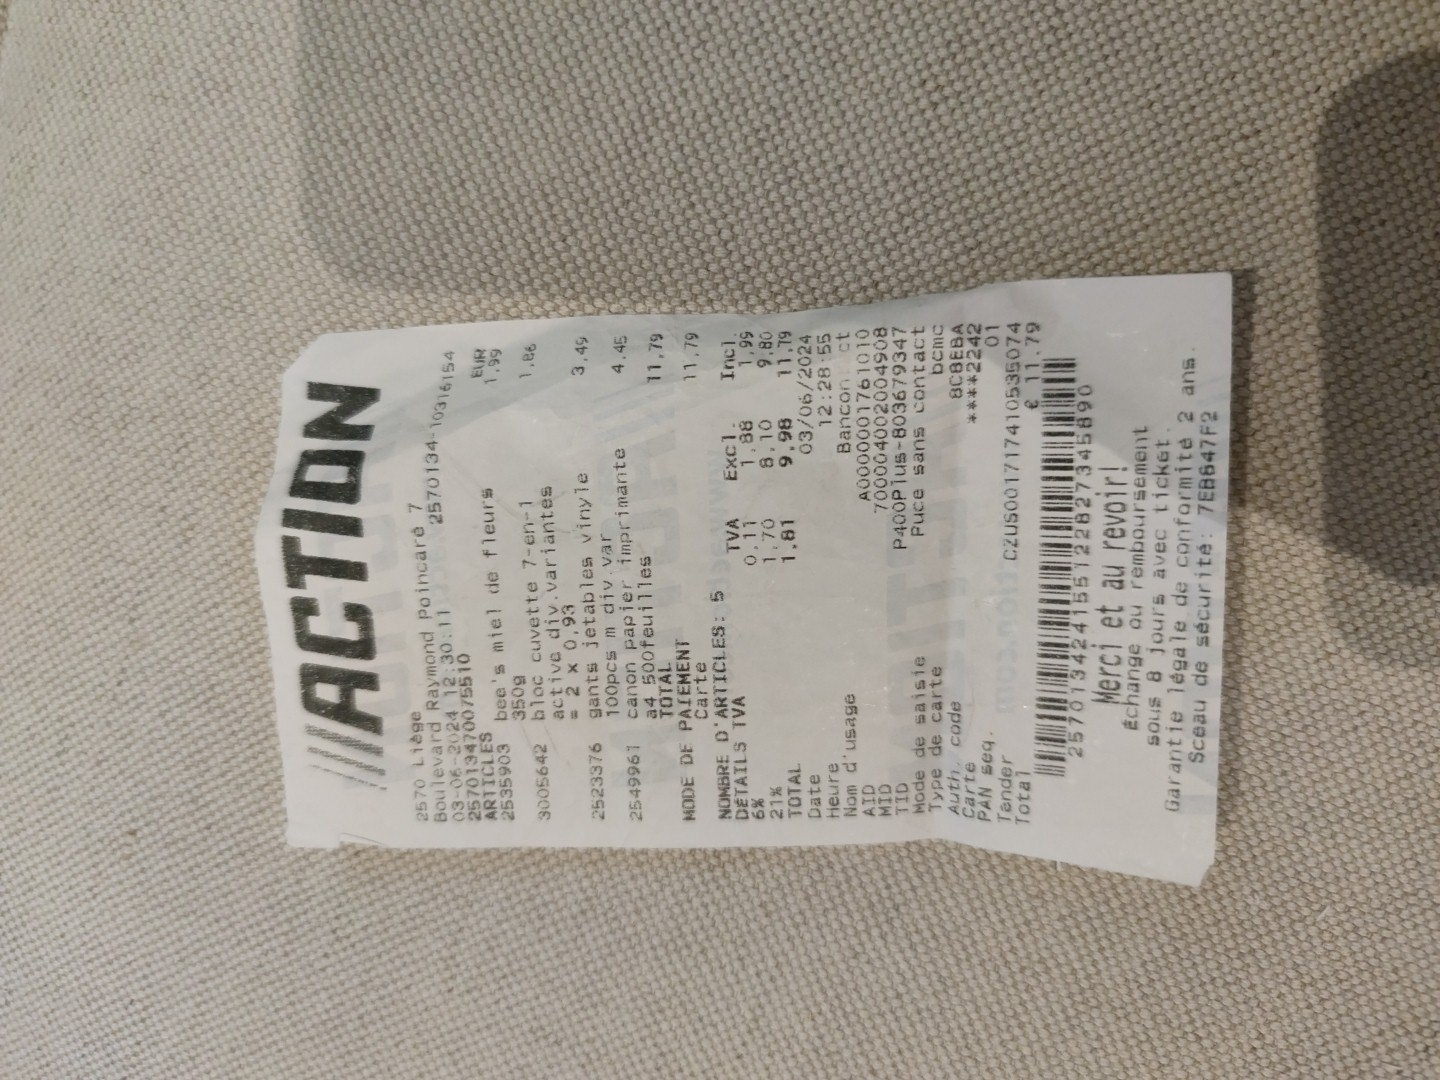 ACTION
2570 Liège
Boulevard Raymond Poincaré 7
03-06-2024 12:30:11 2570134-10316154
2570134700755 10
ARTICLES EUR
2535903 bee's miel de fleurs 1,99
350g
3005642 bloc cuvette 7-en-1 1,86
active div.variantes
= 2 x 0,93
2523376 gants jetables vinyle 3,49
100pcs m div.var
2549961 canon papier imprimante 4,45
a4 500feuilles
TOTAL 11,79
MODE DE PAIEMENT
Carte 11,79
NOMBRE D'ARTICLES: 5
DÉTAILS TVA TVA Excl. Incl.
6% 0,11 1,88 1,99
21% 1,70 8,10 9,80
TOTAL 1,81 9,98 11,79
Date 03/06/2024
Heure 12:28:55
Nom d'usage Bancon ct
AID A0000001761010
MID 700004002004908
TID P400Plus-803679347
Mode de saisie Puce sans contact
Type de carte bcmc
Auth. code 8C8EBA
Carte ****2242
PAN seq. 01
Tender CZUS001717410535074
Total € 11.79
257013424155122827345890
Merci et au revoir!
Échange ou remboursement
sous 8 jours avec ticket.
Garantie légale de conformité 2 ans.
Sceau de sécurité: 7EB647F2